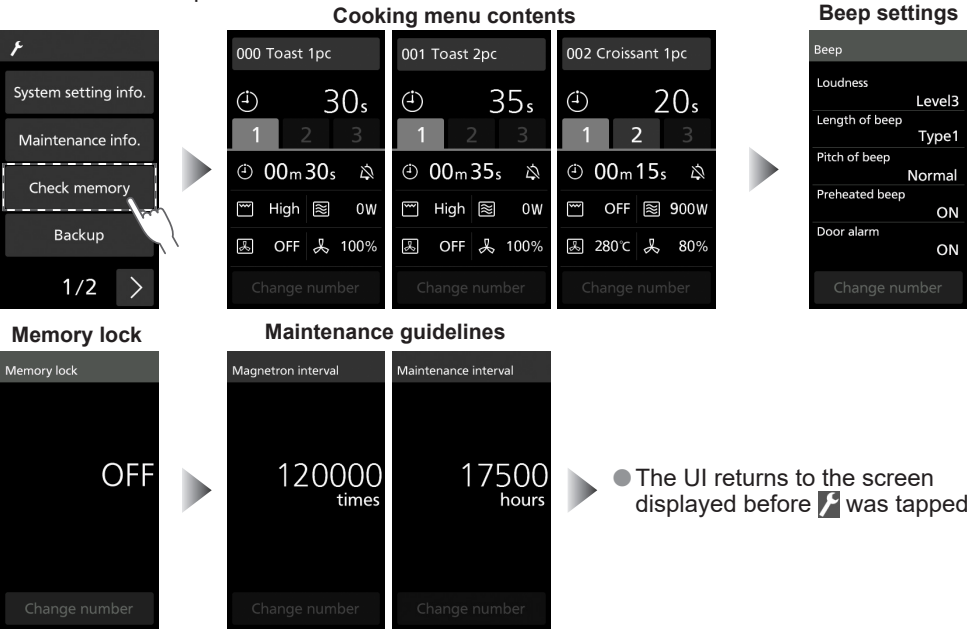 Cooking menu contents
Beep settings
System setting info.
Maintenance info.
Check memory
Backup
1/2 >
000 Toast 1pc
30s
1 2 3
00m30s
High 0W
OFF 100%
Change number
001 Toast 2pc
35s
1 2 3
00m35s
High 0W
OFF 100%
Change number
002 Croissant 1pc
20s
1 2 3
00m15s
OFF 900W
280℃ 80%
Change number
Beep
Loudness
Level3
Length of beep
Type1
Pitch of beep
Normal
Preheated beep
ON
Door alarm
ON
Change number
Memory lock
Maintenance guidelines
Memory lock
OFF
Change number
Magnetron interval
120000
times
Change number
Maintenance interval
17500
hours
Change number
● The UI returns to the screen
displayed before was tapped